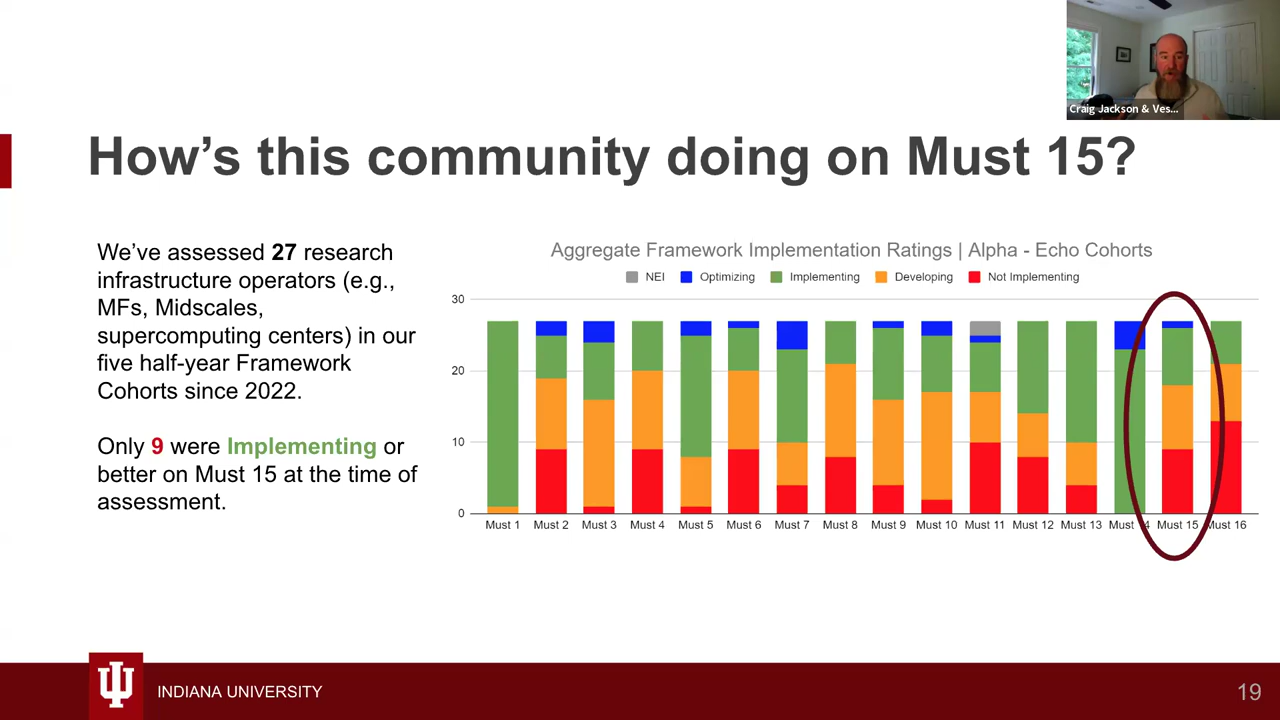 Craig Jackson & Ves...
How's this community doing on Must 15?
We've assessed 27 research
infrastructure operators (e.g.,
MFs, Midscales,
supercomputing centers) in our
five half-year Framework
Cohorts since 2022.
Only 9 were Implementing or
better on Must 15 at the time of
assessment.
Aggregate Framework Implementation Ratings | Alpha - Echo Cohorts
NEI Optimizing Implementing Developing Not Implementing
30
20
10
0
Must 1 Must 2 Must 3 Must 4 Must 5 Must 6 Must 7 Must 8 Must 9 Must 10 Must 11 Must 12 Must 13 Must 14 Must 15 Must 16
INDIANA UNIVERSITY
19